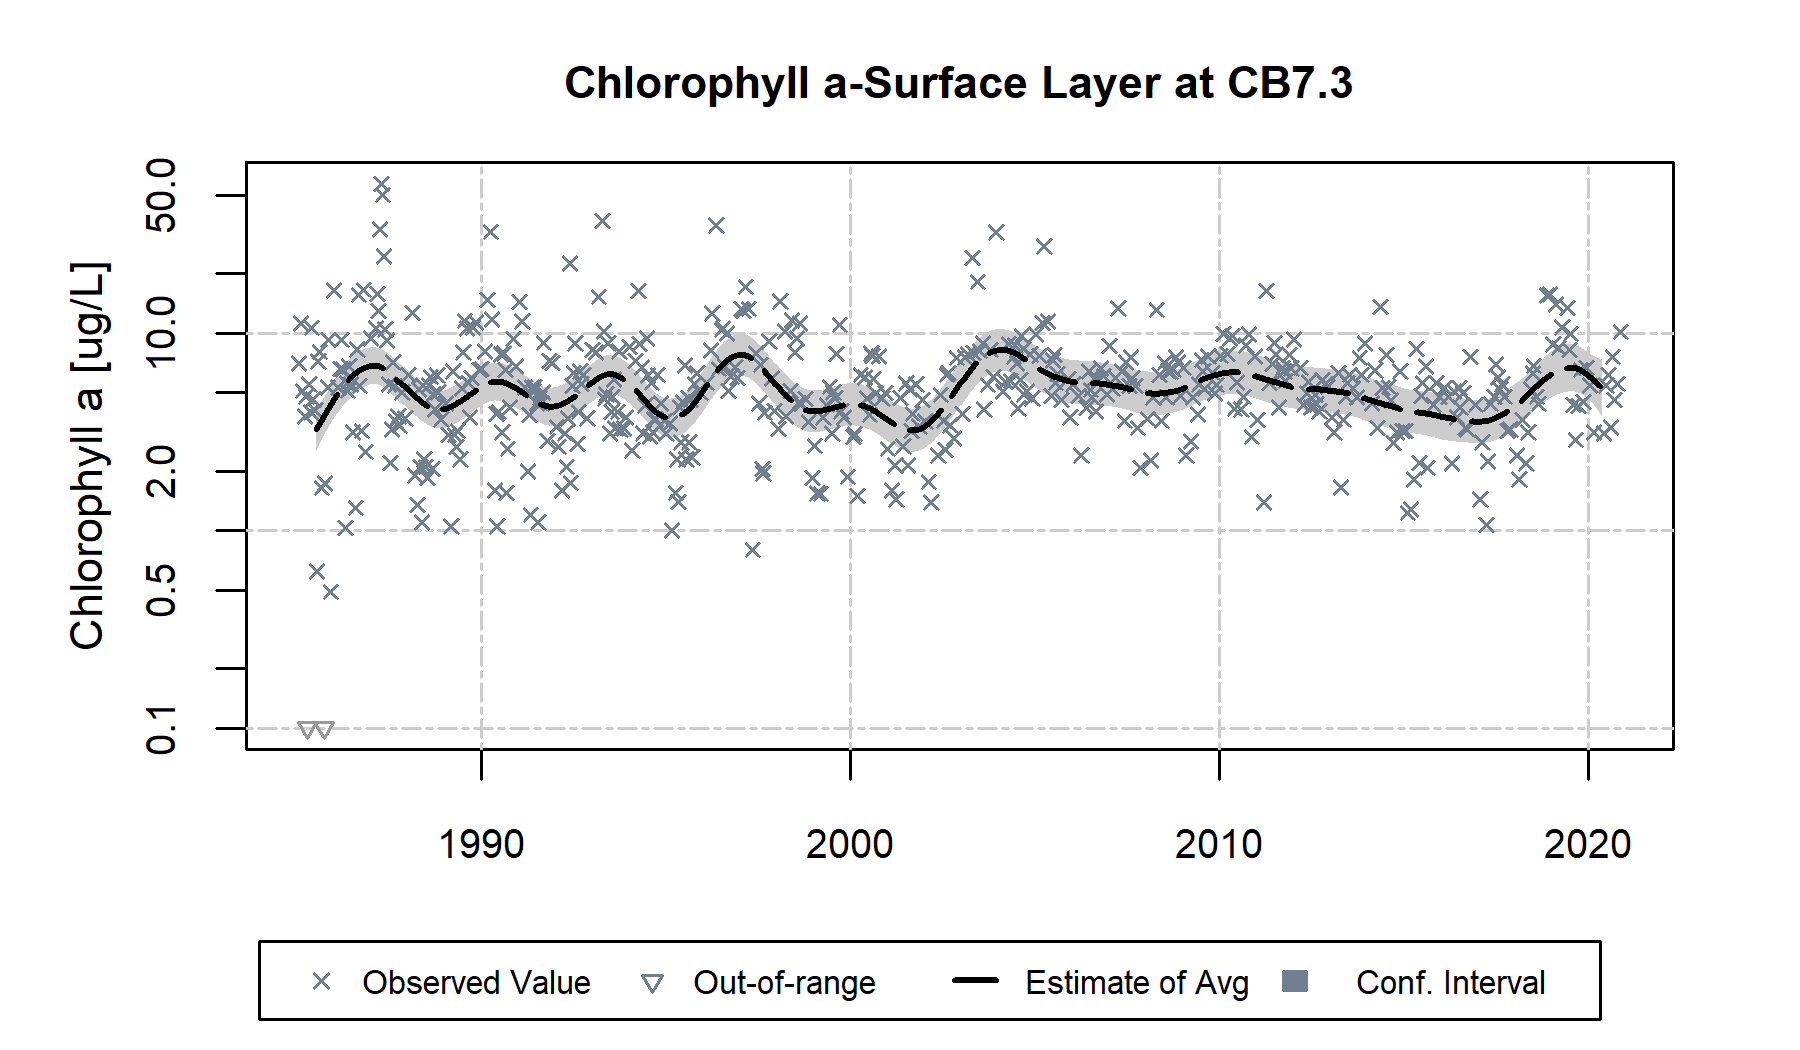 Chlorophyll a-Surface Layer at CB7.3
Chlorophyll a [ug/L]
50.0
10.0
2.0
0.5
0.1
1990 2000 2010 2020
Observed Value Out-of-range Estimate of Avg Conf. Interval